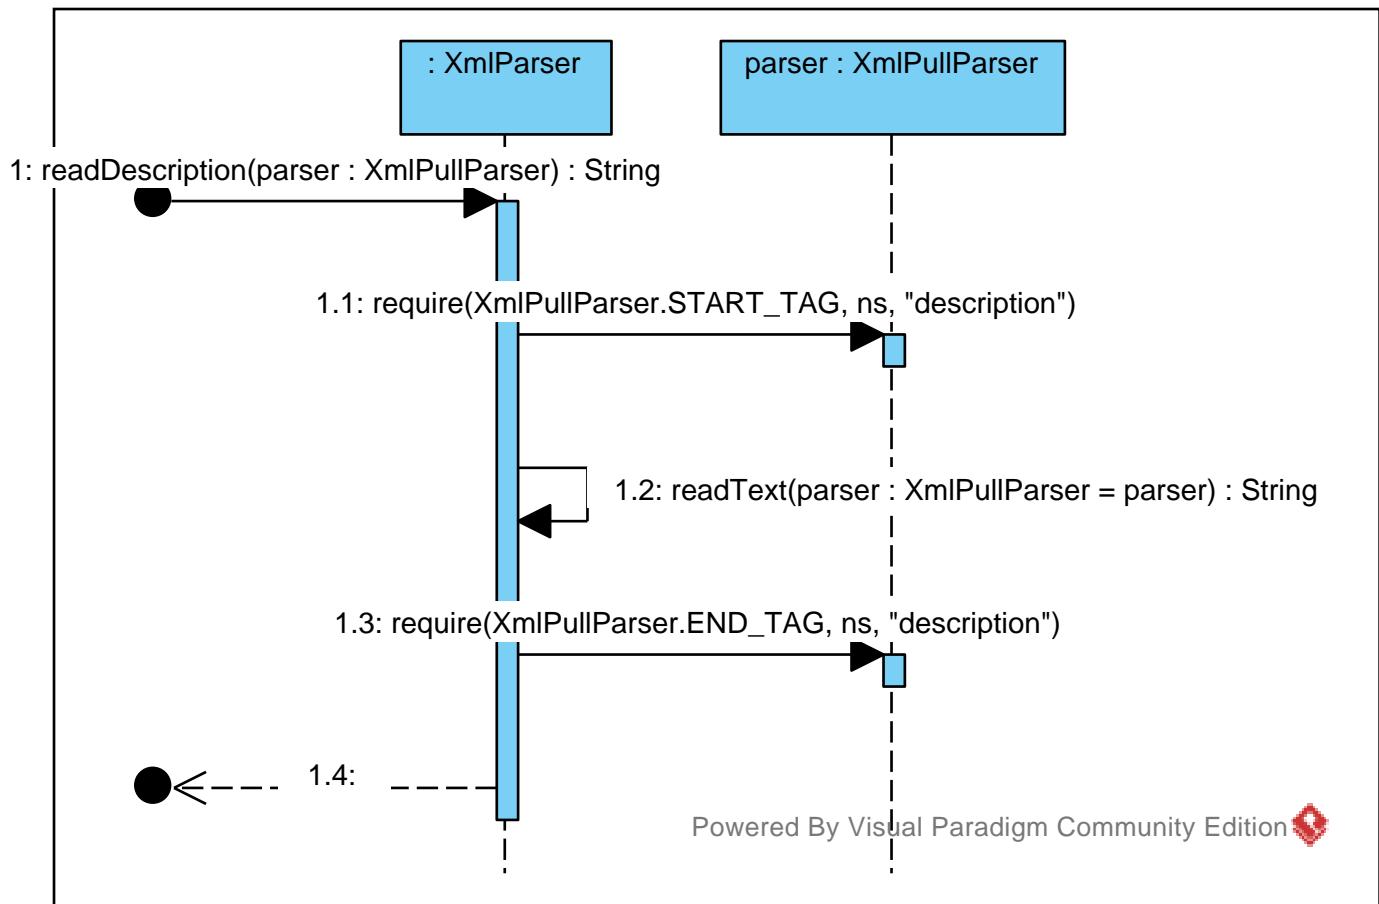 : XmlParser
parser : XmlPullParser
1: readDescription(parser : XmlPullParser) : String
1.1: require(XmlPullParser.START_TAG, ns, "description")
1.2: readText(parser : XmlPullParser = parser) : String
1.3: require(XmlPullParser.END_TAG, ns, "description")
1.4:
Powered By Visual Paradigm Community Edition